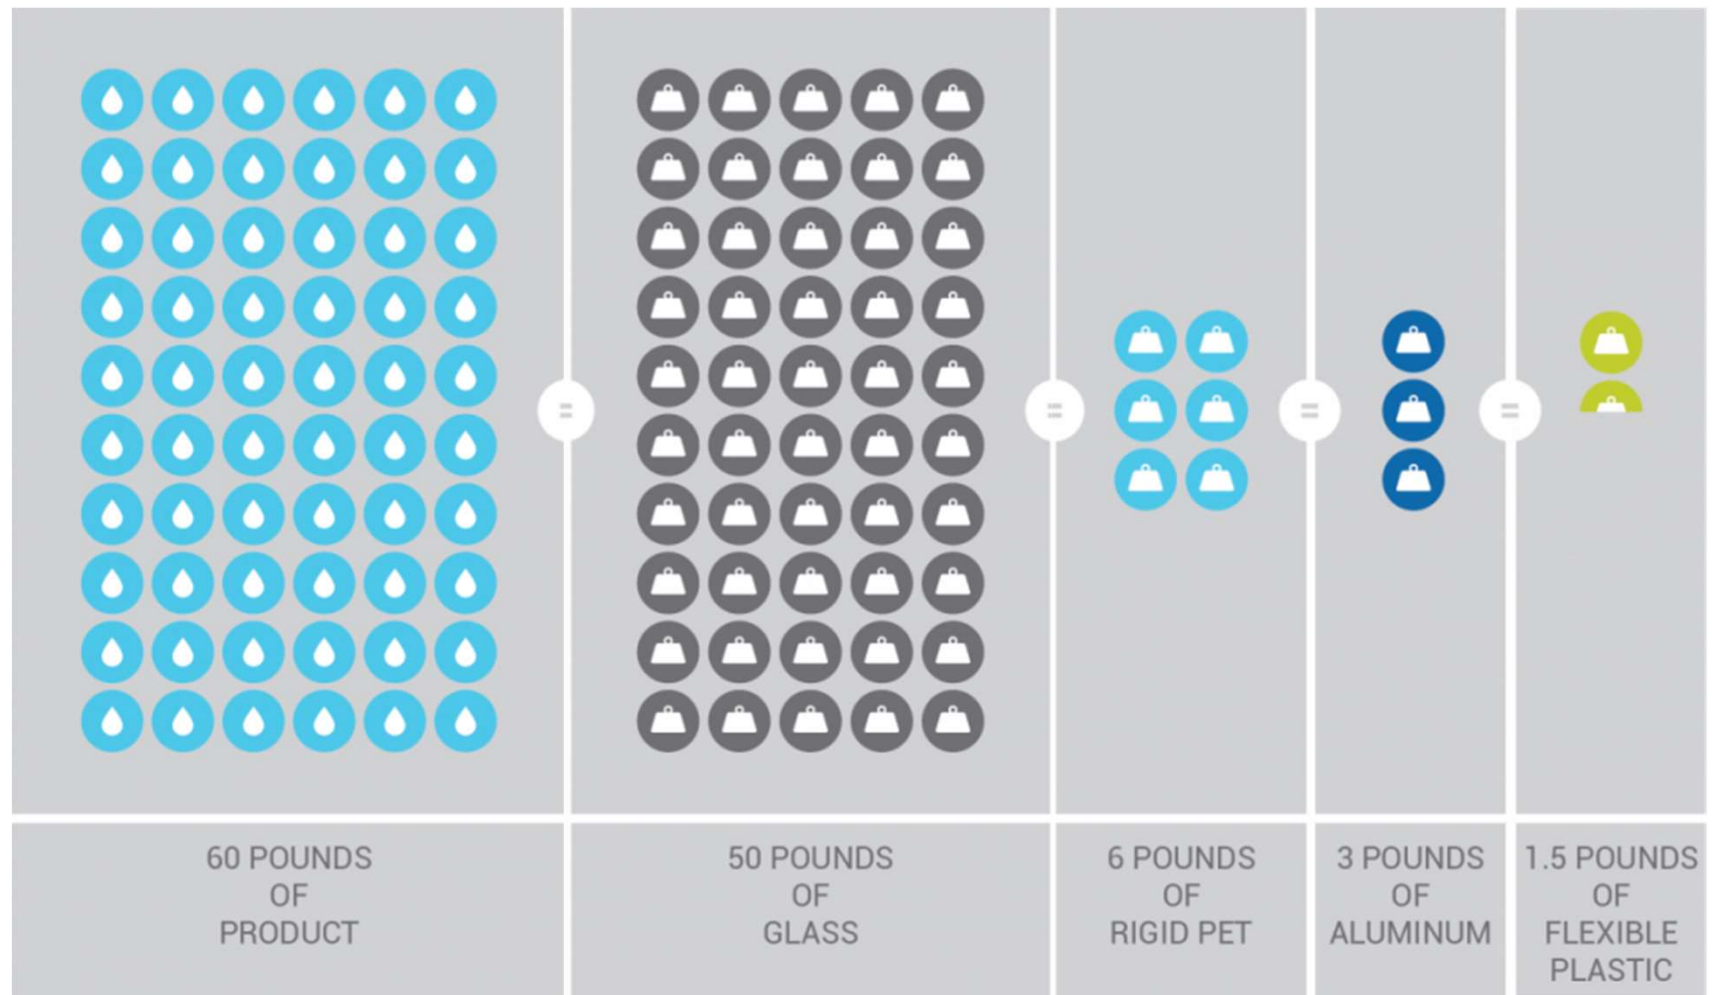 =
=
=
=
60 POUNDS
OF
PRODUCT
50 POUNDS
OF
GLASS
6 POUNDS
OF
RIGID PET
3 POUNDS
OF
ALUMINUM
1.5 POUNDS
OF
FLEXIBLE
PLASTIC